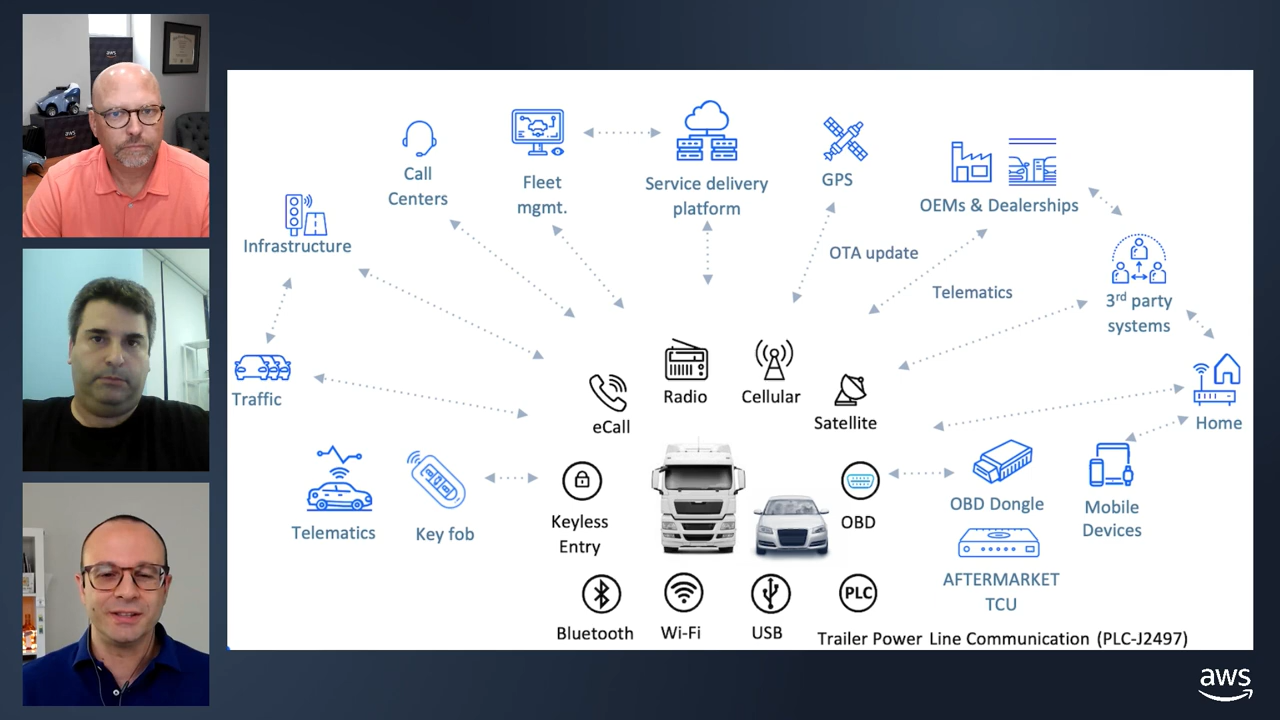 aws
aws
Call
Centers
Fleet
mgmt.
Service delivery
platform
GPS
OEMs & Dealerships
Infrastructure
OTA update
Telematics
3rd party
systems
Traffic
eCall
Radio
Cellular
Satellite
Home
Telematics
Key fob
Keyless
Entry
OBD
OBD Dongle
Mobile
Devices
AFTERMARKET
TCU
PLC
Bluetooth
Wi-Fi
USB
Trailer Power Line Communication (PLC-J2497)
aws